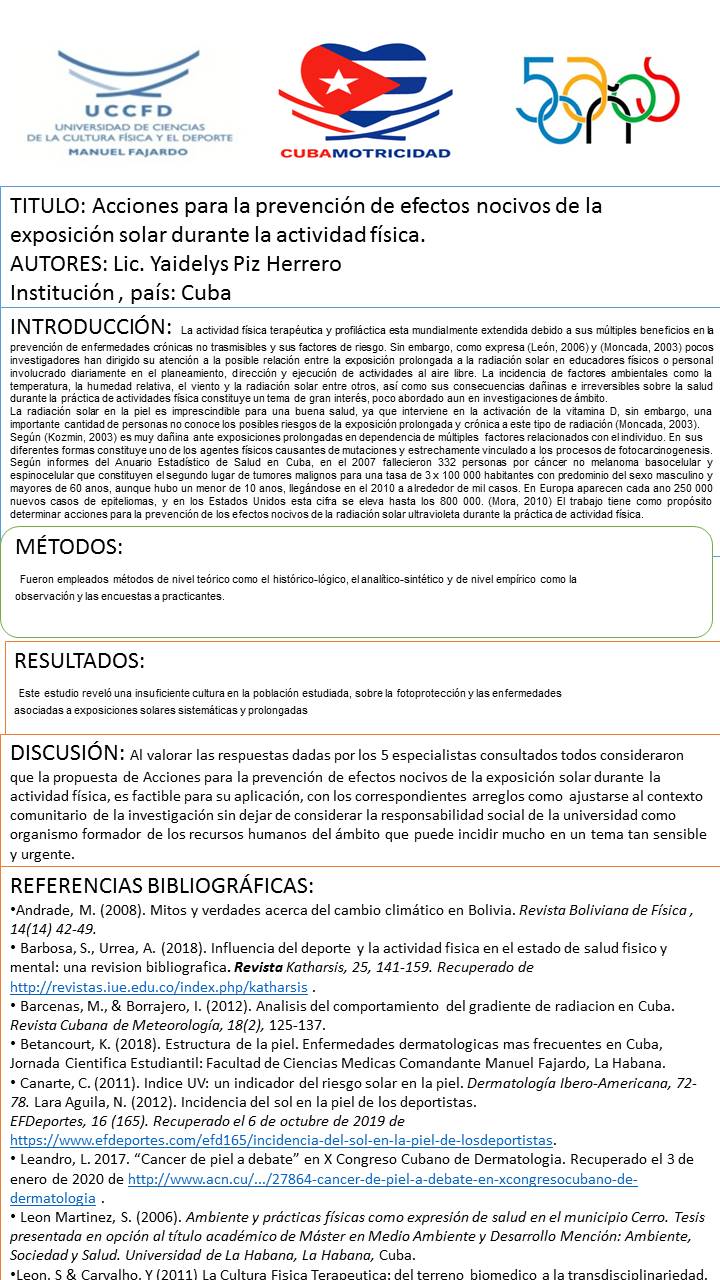 UCCFD
UNIVERSIDAD DE CIENCIAS
DE LA CULTURA FÍSICA Y EL DEPORTE
MANUEL FAJARDO
CUBAMOTRICIDAD
TITULO: Acciones para la prevención de efectos nocivos de la
exposición solar durante la actividad física.
AUTORES: Lic. Yaidelys Piz Herrero
Institución , país: Cuba
INTRODUCCIÓN: La actividad física terapéutica y profiláctica esta mundialmente extendida debido a sus múltiples beneficios en la
prevención de enfermedades crónicas no trasmisibles y sus factores de riesgo. Sin embargo, como expresa (León, 2006) y (Moncada, 2003) pocos
investigadores han dirigido su atención a la posible relación entre la exposición prolongada a la radiación solar en educadores físicos o personal
involucrado diariamente en el planeamiento, dirección y ejecución de actividades al aire libre. La incidencia de factores ambientales como la
temperatura, la humedad relativa, el viento y la radiación solar entre otros, así como sus consecuencias dañinas e irreversibles sobre la salud
durante la práctica de actividades física constituye un tema de gran interés, poco abordado aun en investigaciones de ámbito.
La radiación solar en la piel es imprescindible para una buena salud, ya que interviene en la activación de la vitamina D, sin embargo, una
importante cantidad de personas no conoce los posibles riesgos de la exposición prolongada y crónica a este tipo de radiación (Moncada, 2003).
Según (Kozmin, 2003) es muy dañina ante exposiciones prolongadas en dependencia de múltiples factores relacionados con el individuo. En sus
diferentes formas constituye uno de los agentes físicos causantes de mutaciones y estrechamente vinculado a los procesos de fotocarcinogenesis.
Según informes del Anuario Estadístico de Salud en Cuba, en el 2007 fallecieron 332 personas por cáncer no melanoma basocelular y
espinocelular que constituyen el segundo lugar de tumores malignos para una tasa de 3 x 100 000 habitantes con predominio del sexo masculino y
mayores de 60 anos, aunque hubo un menor de 10 anos, llegándose en el 2010 a alrededor de mil casos. En Europa aparecen cada ano 250 000
nuevos casos de epiteliomas, y en los Estados Unidos esta cifra se eleva hasta los 800 000. (Mora, 2010) El trabajo tiene como propósito
determinar acciones para la prevención de los efectos nocivos de la radiación solar ultravioleta durante la práctica de actividad física.
MÉTODOS:
Fueron empleados métodos de nivel teórico como el histórico-lógico, el analítico-sintético y de nivel empírico como la
observación y las encuestas a practicantes.
RESULTADOS:
Este estudio reveló una insuficiente cultura en la población estudiada, sobre la fotoprotección y las enfermedades
asociadas a exposiciones solares sistemáticas y prolongadas
DISCUSIÓN: Al valorar las respuestas dadas por los 5 especialistas consultados todos consideraron
que la propuesta de Acciones para la prevención de efectos nocivos de la exposición solar durante la
actividad física, es factible para su aplicación, con los correspondientes arreglos como ajustarse al contexto
comunitario de la investigación sin dejar de considerar la responsabilidad social de la universidad como
organismo formador de los recursos humanos del ámbito que puede incidir mucho en un tema tan sensible
y urgente.
REFERENCIAS BIBLIOGRÁFICAS:
•Andrade, M. (2008). Mitos y verdades acerca del cambio climático en Bolivia. Revista Boliviana de Física ,
14(14) 42-49.
• Barbosa, S., Urrea, A. (2018). Influencia del deporte y la actividad fisica en el estado de salud fisico y
mental: una revision bibliografica. Revista Katharsis, 25, 141-159. Recuperado de
http://revistas.iue.edu.co/index.php/katharsis .
• Barcenas, M., & Borrajero, I. (2012). Analisis del comportamiento del gradiente de radiacion en Cuba.
Revista Cubana de Meteorología, 18(2), 125-137.
• Betancourt, K. (2018). Estructura de la piel. Enfermedades dermatologicas mas frecuentes en Cuba,
Jornada Cientifica Estudiantil: Facultad de Ciencias Medicas Comandante Manuel Fajardo, La Habana.
• Canarte, C. (2011). Indice UV: un indicador del riesgo solar en la piel. Dermatología Ibero-Americana, 72-
78. Lara Aguila, N. (2012). Incidencia del sol en la piel de los deportistas.
EFDeportes, 16 (165). Recuperado el 6 de octubre de 2019 de
https://www.efdeportes.com/efd165/incidencia-del-sol-en-la-piel-de-losdeportistas.
• Leandro, L. 2017. “Cancer de piel a debate” en X Congreso Cubano de Dermatologia. Recuperado el 3 de
enero de 2020 de http://www.acn.cu/.../27864-cancer-de-piel-a-debate-en-xcongresocubano-de-
dermatologia .
• Leon Martinez, S. (2006). Ambiente y prácticas físicas como expresión de salud en el municipio Cerro. Tesis
presentada en opción al título académico de Máster en Medio Ambiente y Desarrollo Mención: Ambiente,
Sociedad y Salud. Universidad de La Habana, La Habana, Cuba.
•Leon. S & Carvalho. Y (2011) La Cultura Fisica Terapeutica: del terreno biomedico a la transdisciplinariedad.